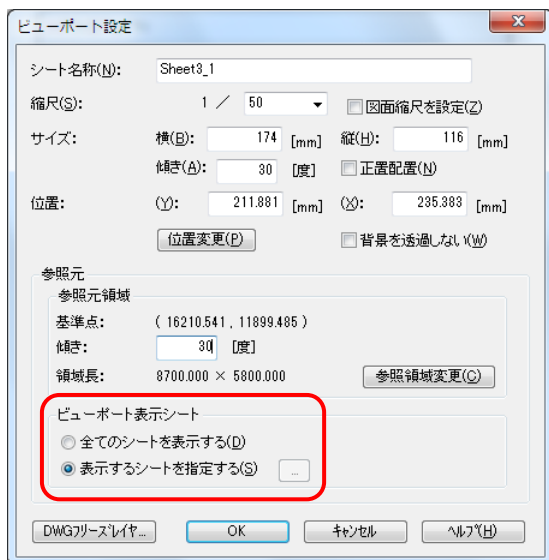 ビューポート設定
シート名称(N): Sheet3_1
縮尺(S): 1 ／ 50 図面縮尺を設定(Z)
サイズ: 横(B): 174 [mm] 縦(H): 116 [mm]
傾き(A): 30 [度] 正置配置(N)
位置: (Y): 211.881 [mm] (X): 235.383 [mm]
位置変更(P) 背景を透過しない(W)
参照元
参照元領域
基準点: ( 16210.541 , 11899.485 )
傾き: 30 [度]
領域長: 8700.000 × 5800.000 参照領域変更(C)
ビューポート表示シート
全てのシートを表示する(D)
表示するシートを指定する(S) ...
DWGフリーズレイヤ... OK キャンセル ヘルプ(H)